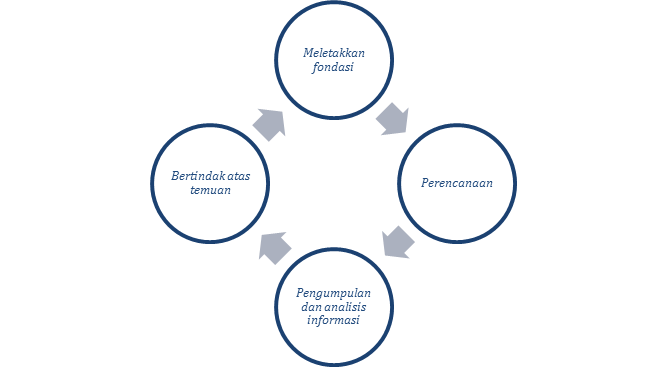 Meletakkan
fondasi
Perencanaan
Pengumpulan
dan analisis
informasi
Bertindak atas
temuan